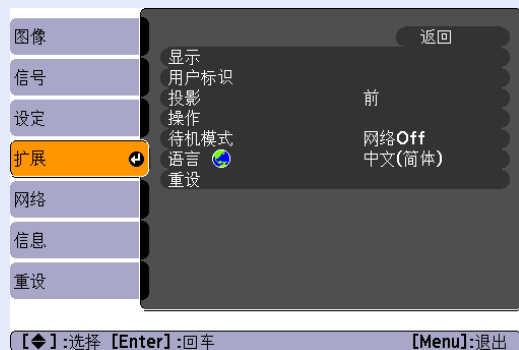 图像
信号
设定
扩展
网络
信息
重设
返回
显示
用户标识
投影 前
操作
待机模式 网络Off
语言 中文(简体)
重设
[◆]:选择 [Enter]:回车 [Menu]:退出